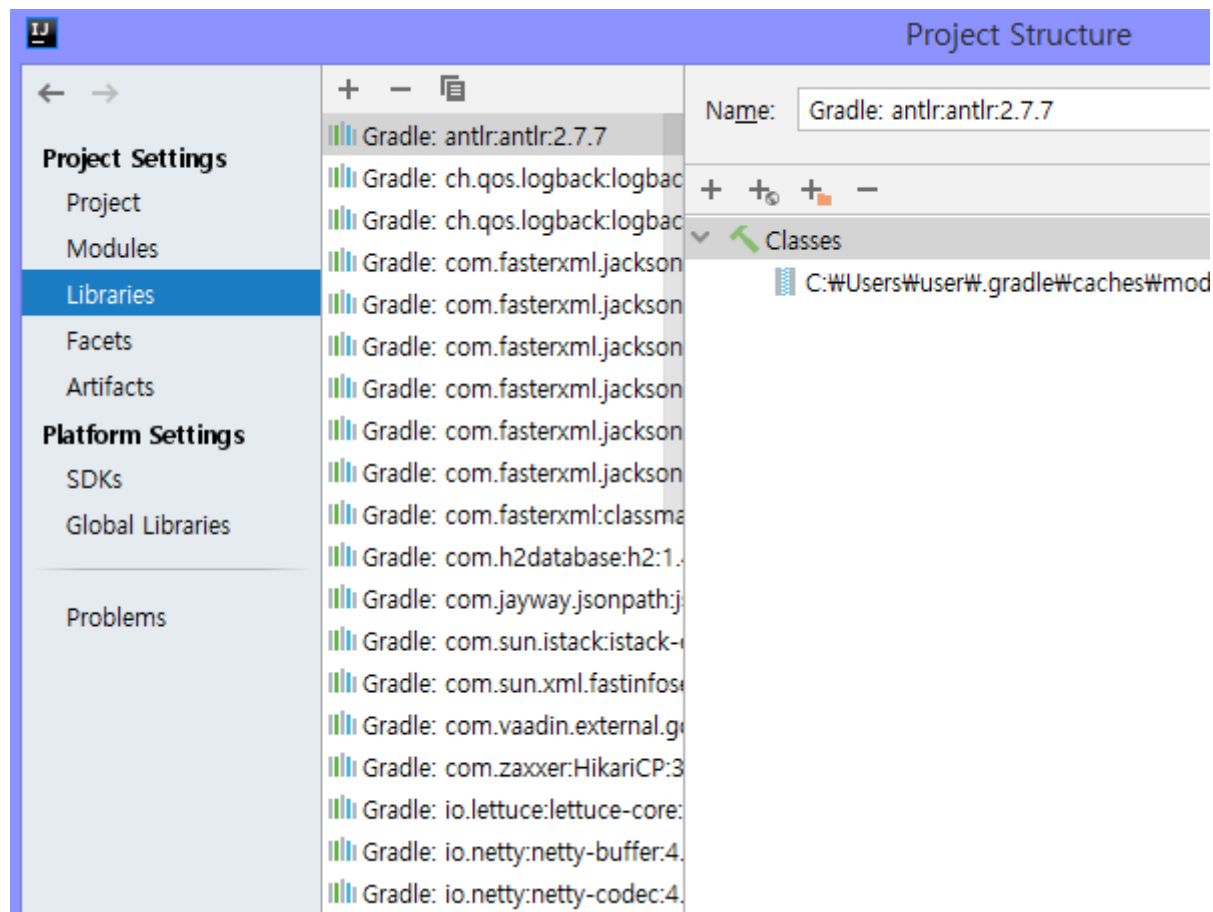 IJ
Project Structure
Project Settings
Project
Modules
Libraries
Facets
Artifacts
Platform Settings
SDKs
Global Libraries
Problems
Gradle: antlr:antlr:2.7.7
Gradle: ch.qos.logback:logbac
Gradle: ch.qos.logback:logbac
Gradle: com.fasterxml.jackson
Gradle: com.fasterxml.jackson
Gradle: com.fasterxml.jackson
Gradle: com.fasterxml.jackson
Gradle: com.fasterxml.jackson
Gradle: com.fasterxml.jackson
Gradle: com.fasterxml:classma
Gradle: com.h2database:h2:1.4
Gradle: com.jayway.jsonpath:j
Gradle: com.sun.istack:istack-
Gradle: com.sun.xml.fastinfose
Gradle: com.vaadin.external.go
Gradle: com.zaxxer:HikariCP:3
Gradle: io.lettuce:lettuce-core:
Gradle: io.netty:netty-buffer:4.
Gradle: io.netty:netty-codec:4.
Name: Gradle: antlr:antlr:2.7.7
Classes
C:₩Users₩user₩.gradle₩caches₩mod